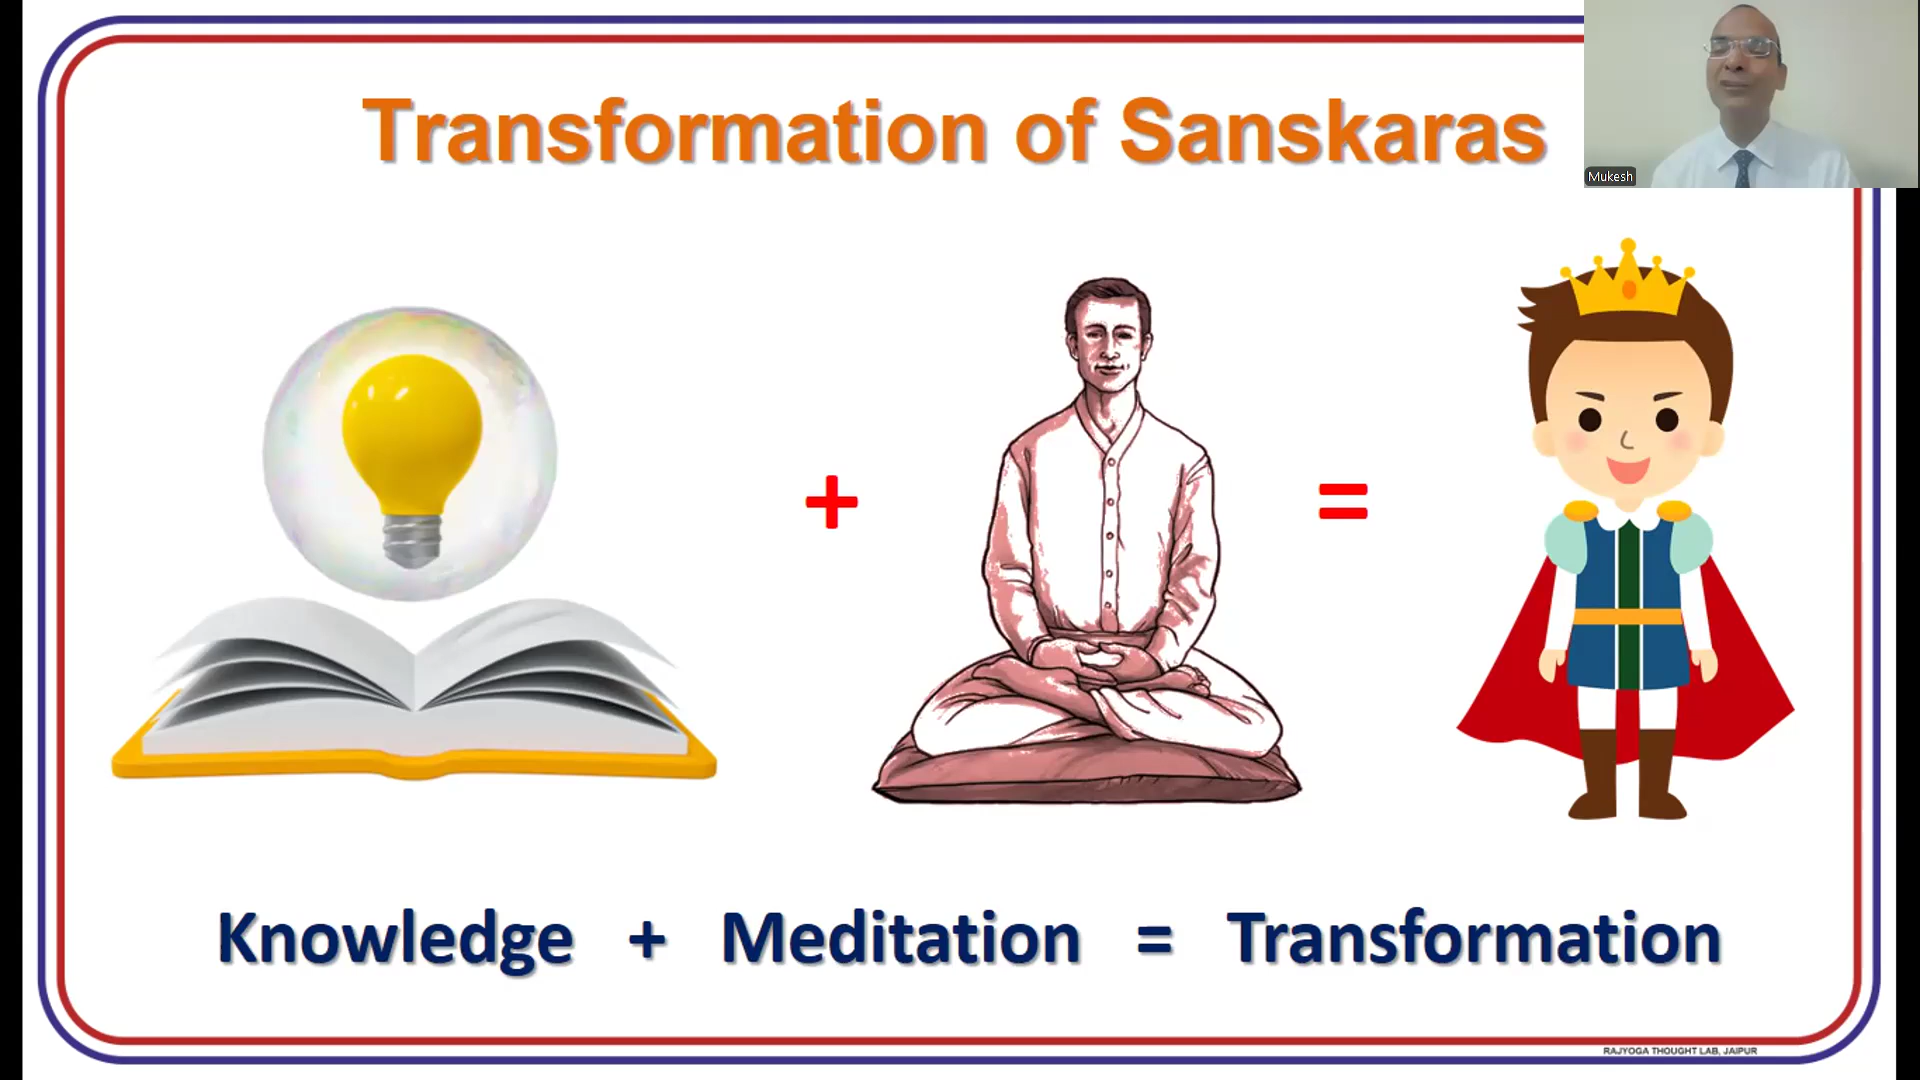 Transformation of Sanskaras
Mukesh
+ =
Knowledge + Meditation = Transformation
RAJYOGA THOUGHT LAB, JAIPUR